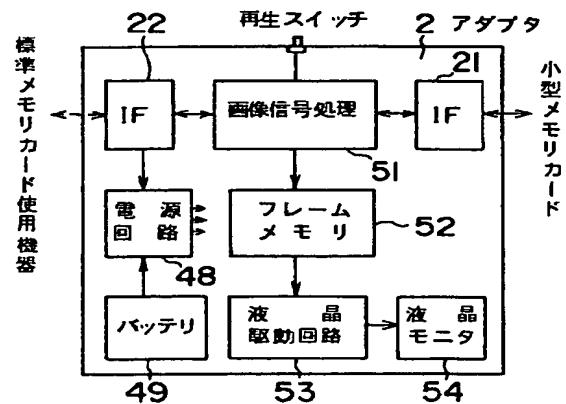 再生スイッチ
2 アダプタ
22
21
標準メモリカード使用機器
小型メモリカード
IF
画像信号処理
IF
51
電源
回路
48
フレーム
メモリ
52
バッテリ
49
液晶
駆動回路
53
液晶
モニタ
54